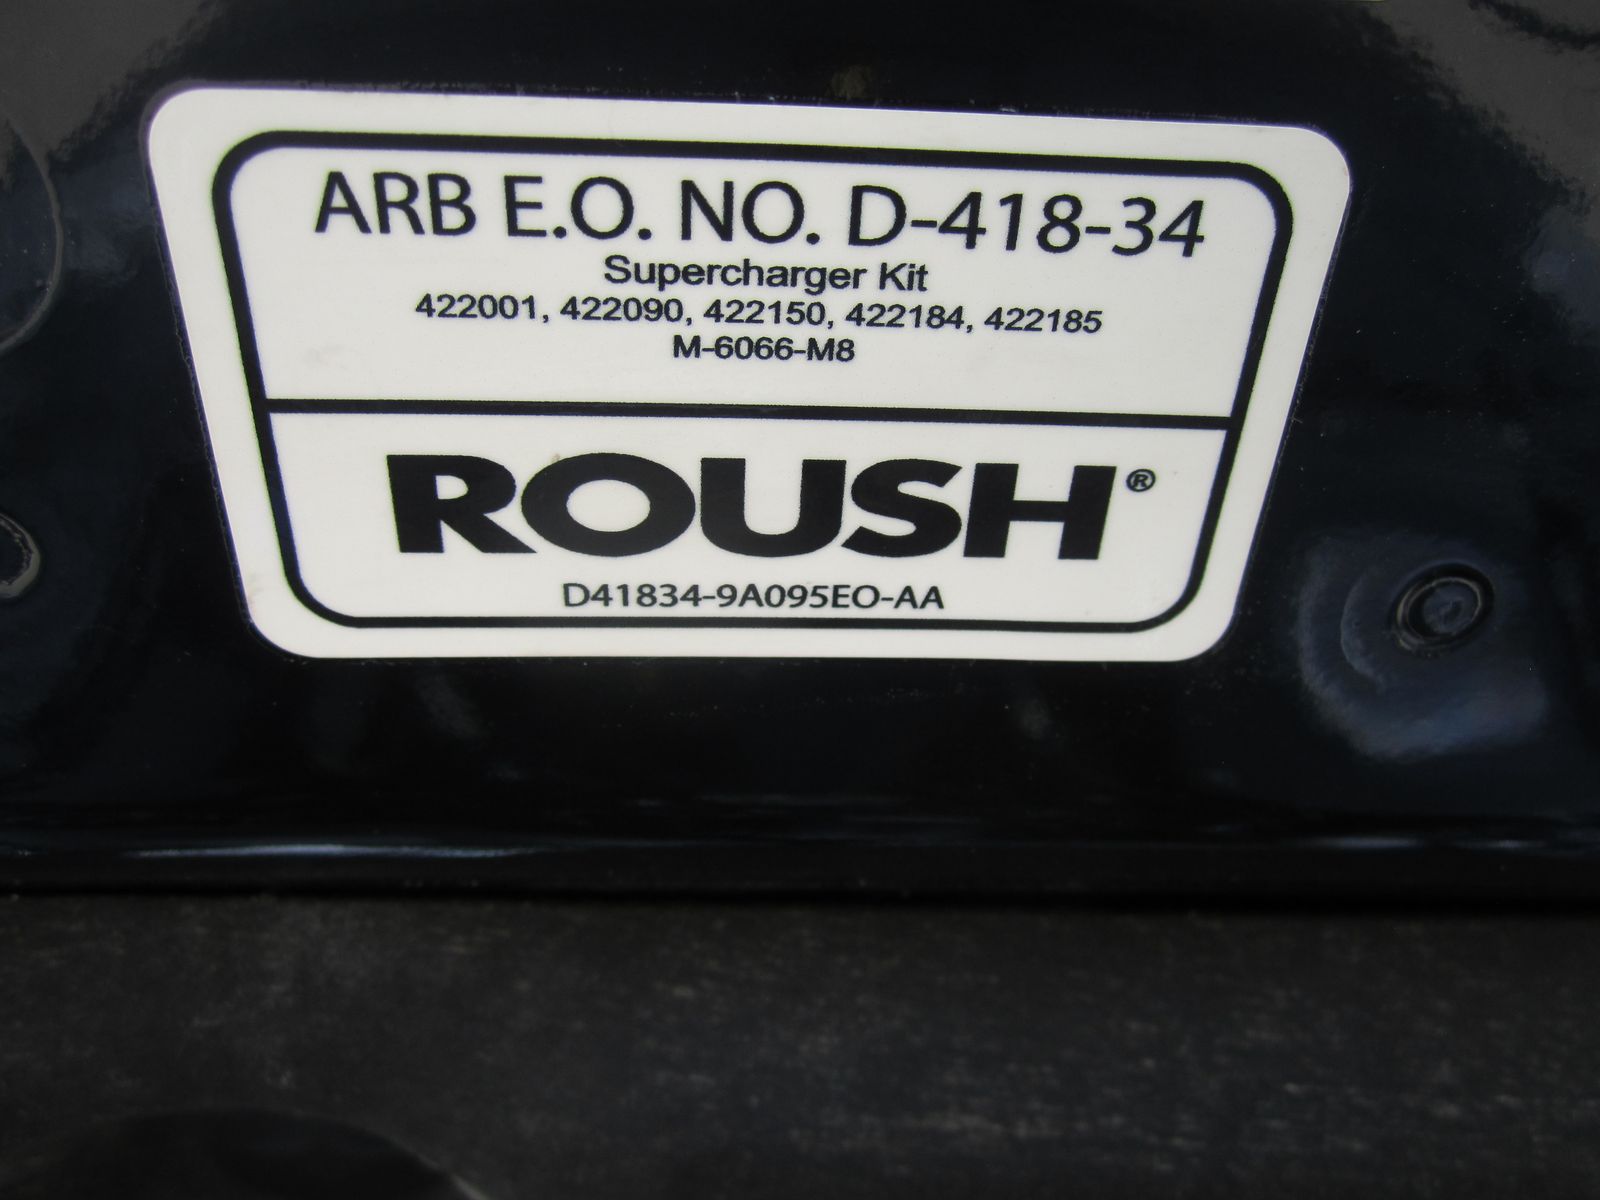 ARB E.O. NO. D-418-34
Supercharger Kit
422001, 422090, 422150, 422184, 422185
M-6066-M8
ROUSH®
D41834-9A095EO-AA